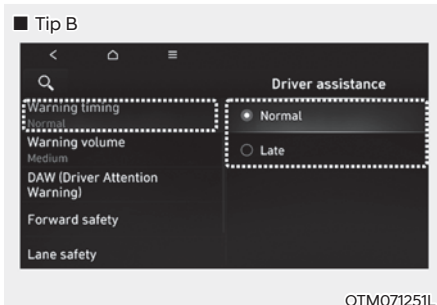 ■ Tip B
Driver assistance
Warning timing
Normal
Warning volume
Medium
DAW (Driver Attention
Warning)
Forward safety
Lane safety
Normal
Late
OTM071251L